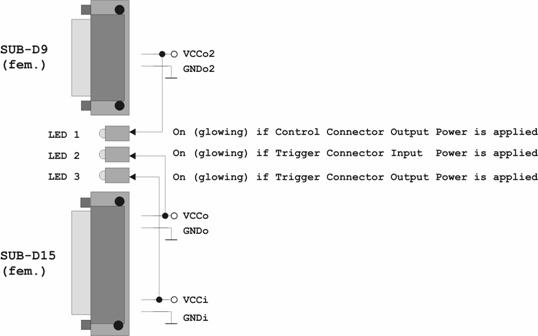 SUB-D9
(fem.)
VCCo2
GNDo2
LED 1
On (glowing) if Control Connector Output Power is applied
LED 2
On (glowing) if Trigger Connector Input Power is applied
LED 3
On (glowing) if Trigger Connector Output Power is applied
VCCo
GNDo
SUB-D15
(fem.)
VCCi
GNDi